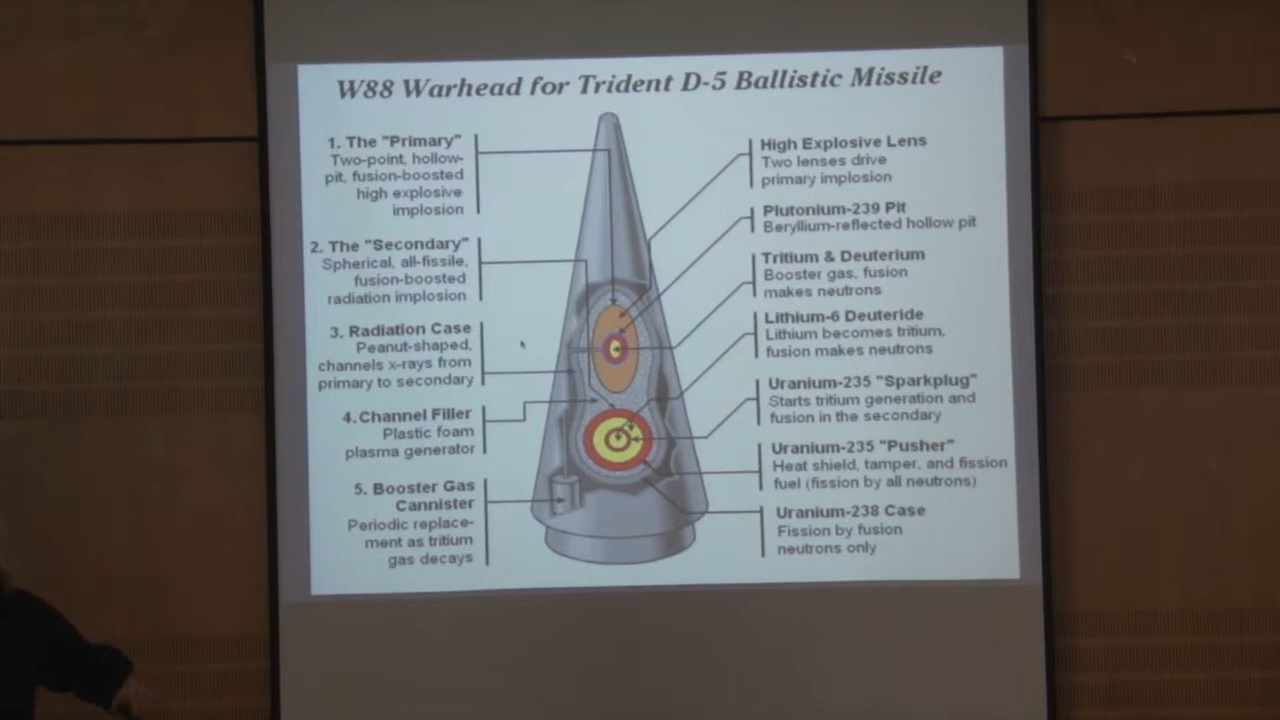 W88 Warhead for Trident D-5 Ballistic Missile
1. The "Primary"
Two-point, hollow-
pit, fusion-boosted
high explosive
implosion
2. The "Secondary"
Spherical, all-fissile,
fusion-boosted
radiation implosion
3. Radiation Case
Peanut-shaped,
channels x-rays from
primary to secondary
4. Channel Filler
Plastic foam
plasma generator
5. Booster Gas
Cannister
Periodic replace-
ment as tritium
gas decays
High Explosive Lens
Two lenses drive
primary implosion
Plutonium-239 Pit
Beryllium-reflected hollow pit
Tritium & Deuterium
Booster gas, fusion
makes neutrons
Lithium-6 Deuteride
Lithium becomes tritium,
fusion makes neutrons
Uranium-235 "Sparkplug"
Starts tritium generation and
fusion in the secondary
Uranium-235 "Pusher"
Heat shield, tamper, and fission
fuel (fission by all neutrons)
Uranium-238 Case
Fission by fusion
neutrons only